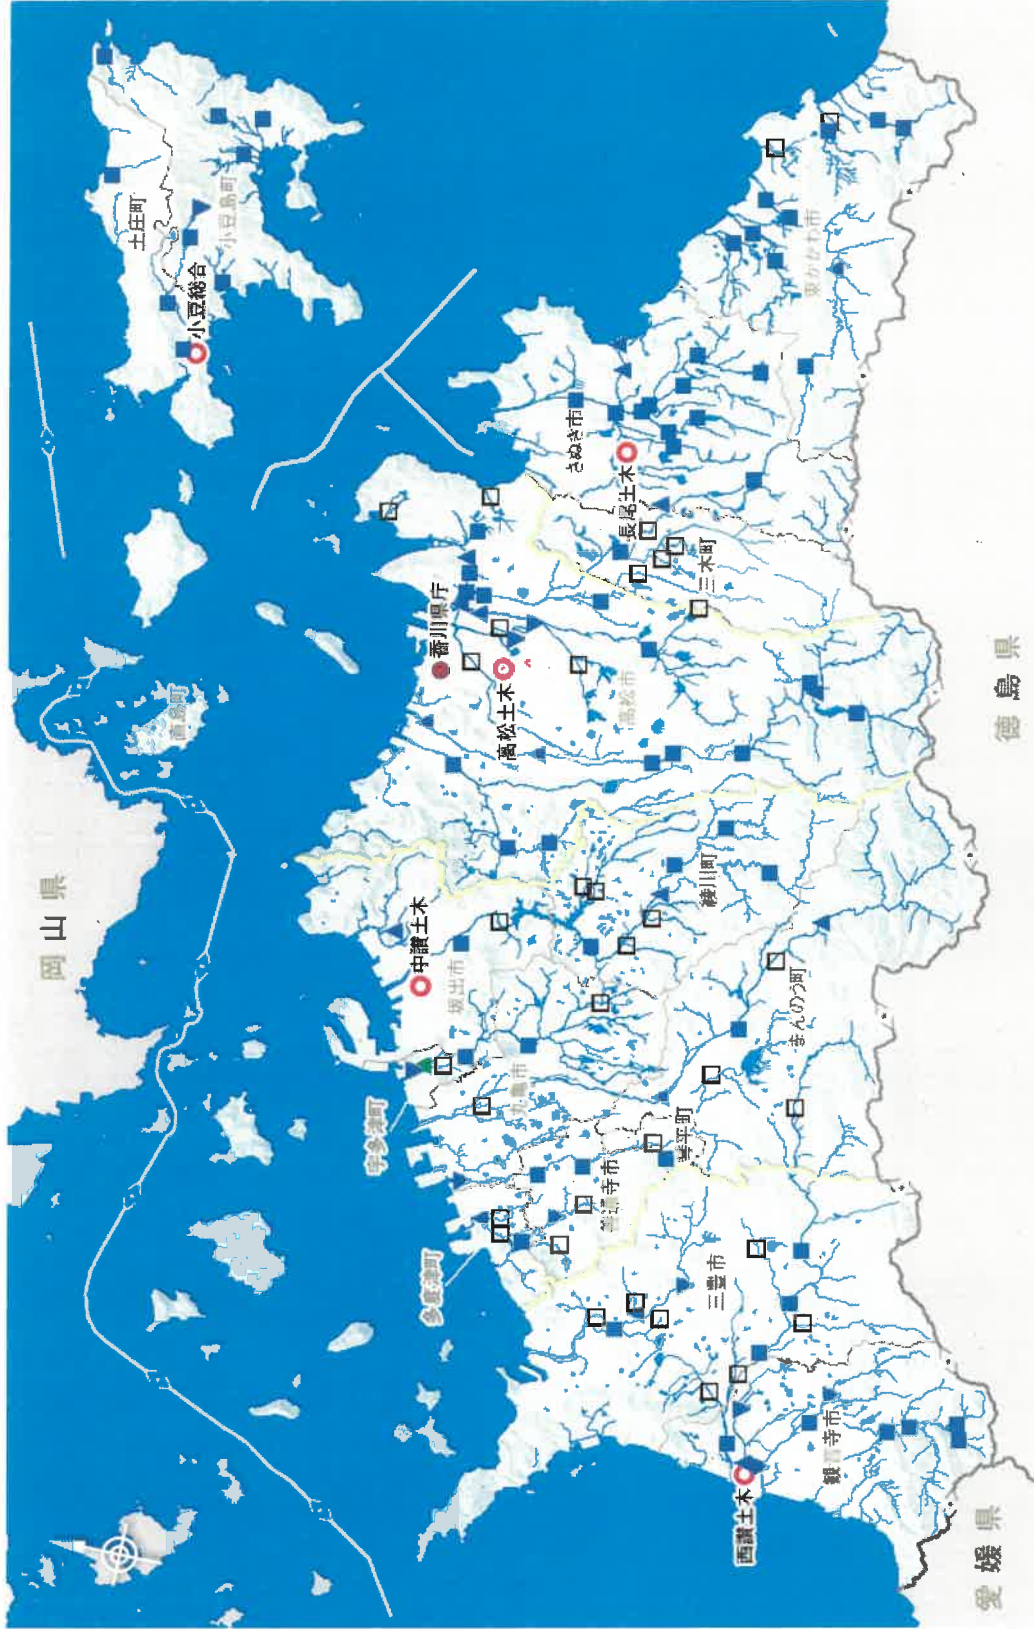 岡山県
土庄町
小豆島町
小豆総合
直島町
香川県庁
高松土木
高松市
さぬき市
長尾土木
三木町
東かがわ市
中讃土木
坂出市
宇多津町
丸亀市
綾川町
まんのう町
多度津町
善通寺市
琴平町
三豊市
西讃土木
観音寺市
愛媛県
徳島県